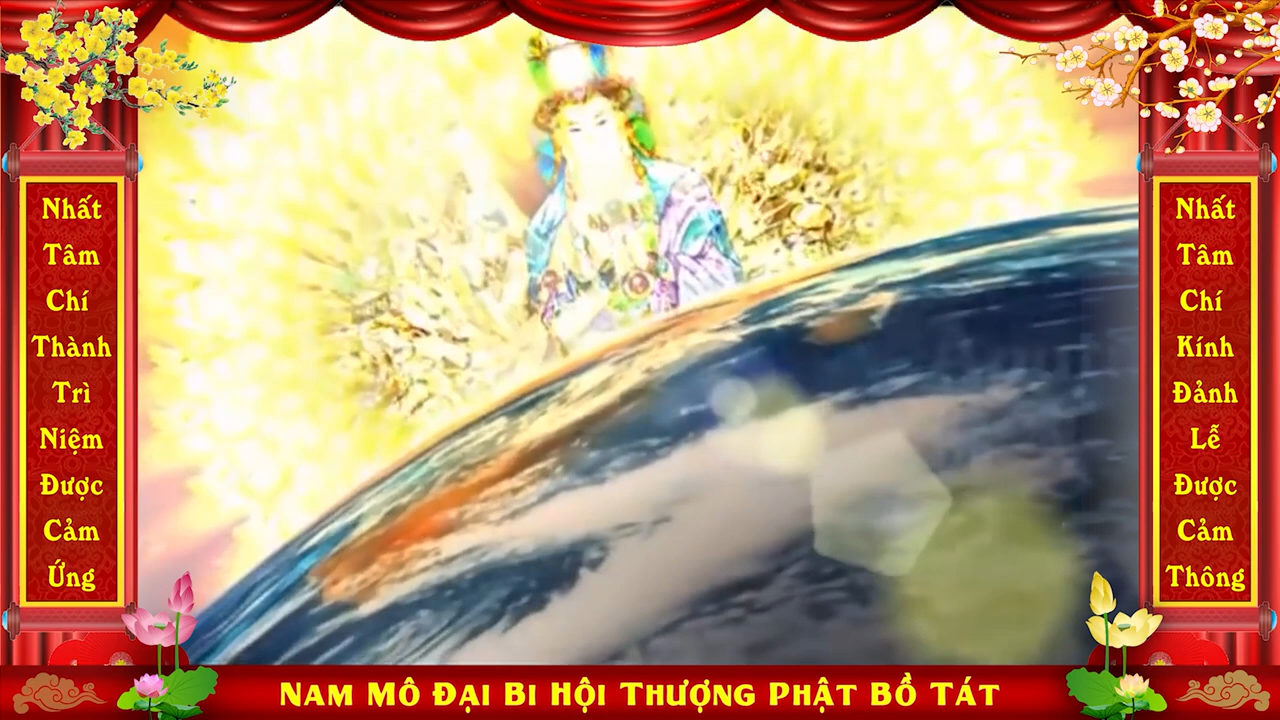 Nhất
Tâm
Chí
Thành
Trì
Niệm
Được
Cảm
Ứng
Nhất
Tâm
Chí
Kính
Đảnh
Lễ
Được
Cảm
Thông
Nam Mô Đại Bi Hội Thượng Phật Bồ Tát